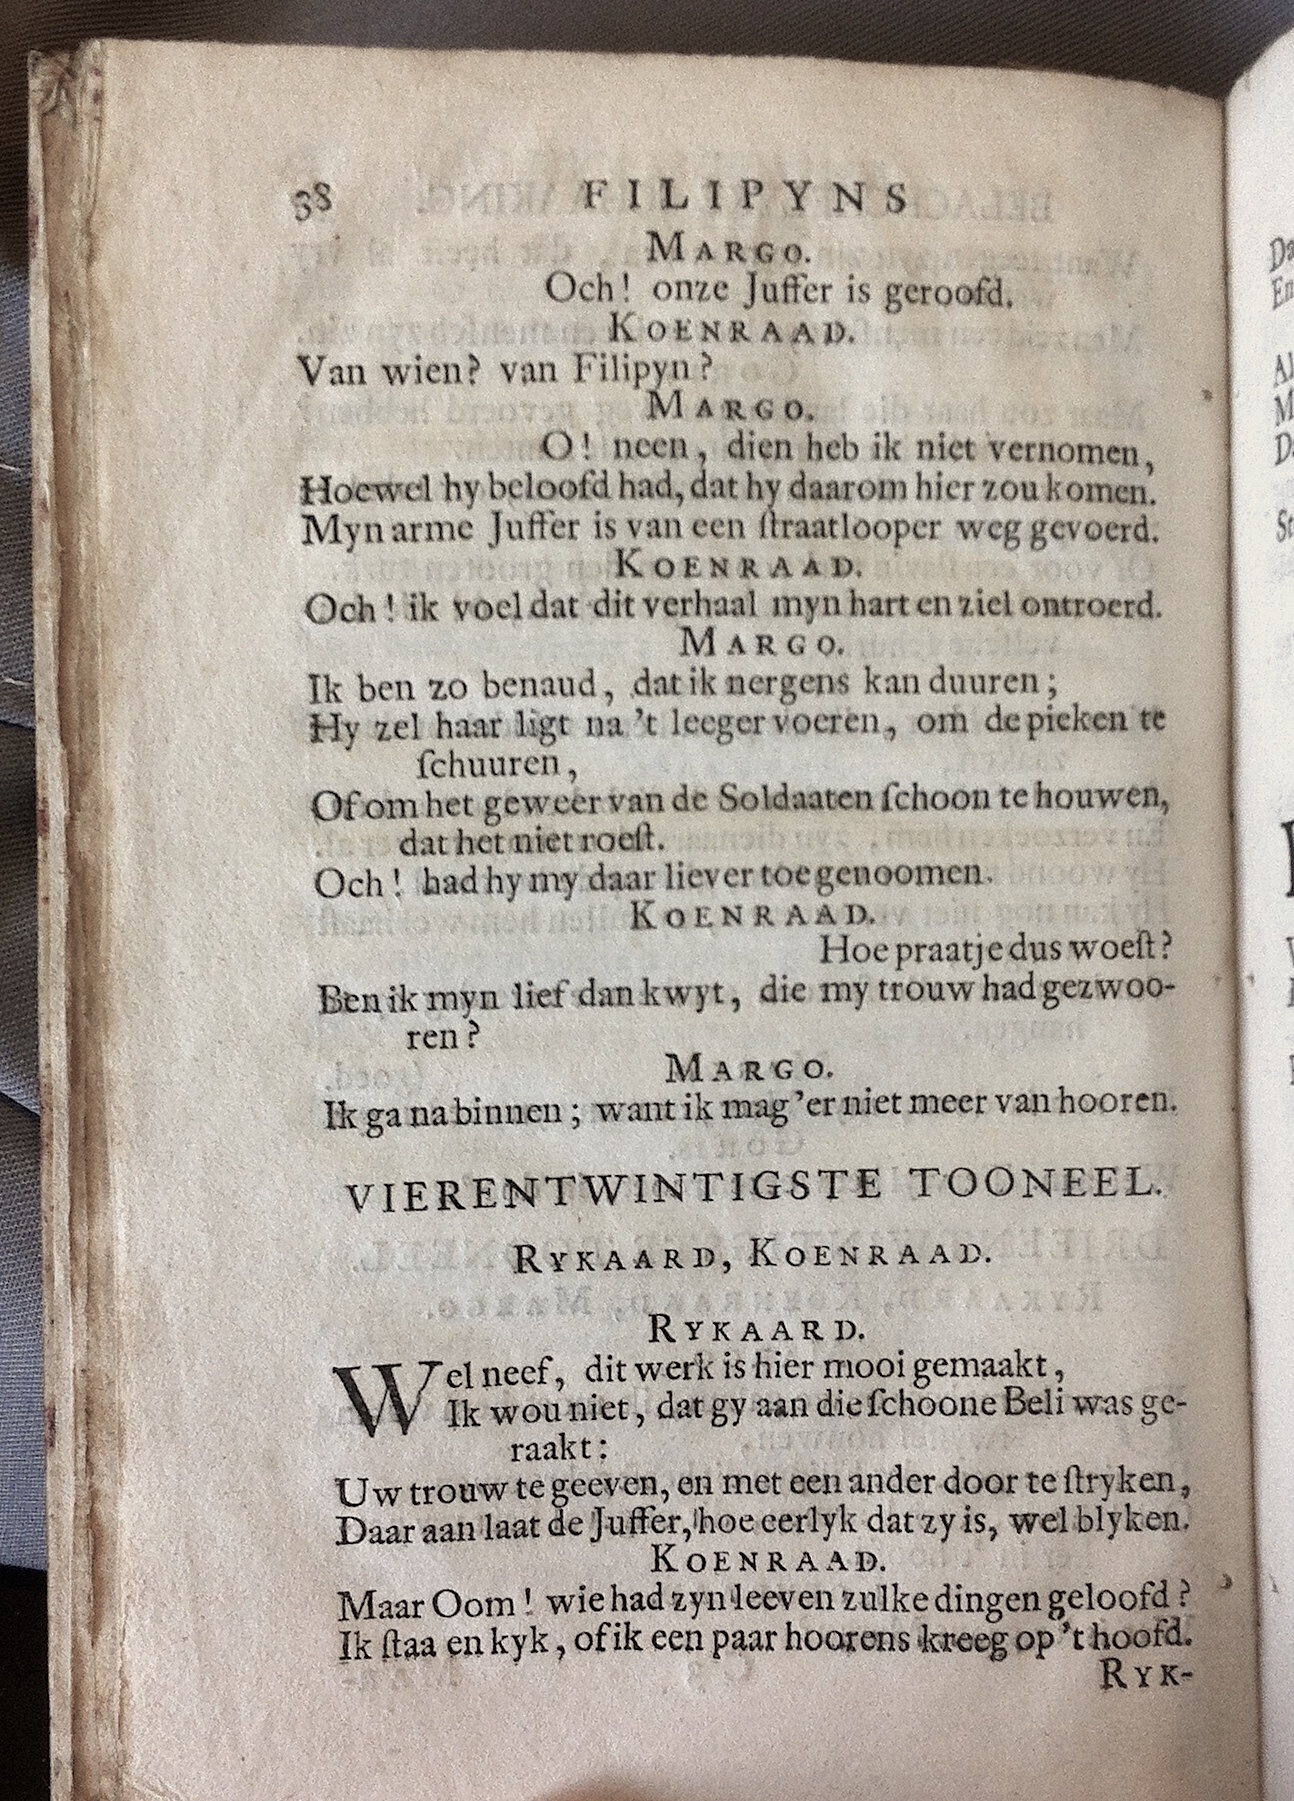 38 FILIPYNS
MARGO.
Och! onze Juffer is geroofd.
KOENRAAD.
Van wien? van Filipyn?
MARGO.
O! neen, dien heb ik niet vernomen,
Hoewel hy beloofd had, dat hy daarom hier zou komen.
Myn arme Juffer is van een ſtraatlooper weg gevoerd.
KOENRAAD.
Och! ik voel dat dit verhaal myn hart en ziel ontroerd.
MARGO.
Ik ben zo benaud, dat ik nergens kan duuren;
Hy zel haar ligt na 't leeger voeren, om de pieken te
ſchuuren,
Of om het geweer van de Soldaaten ſchoon te houwen,
dat het niet roeſt.
Och! had hy my daar liever toe genoomen.
KOENRAAD.
Hoe praatje dus woeſt?
Ben ik myn lief dan kwyt, die my trouw had gezwoo-
ren?
MARGO.
Ik ga na binnen; want ik mag 'er niet meer van hooren.
VIERENTWINTIGSTE TOONEEL.
RYKAARD, KOENRAAD.
RYKAARD.
Wel neef, dit werk is hier mooi gemaakt,
Ik wou niet, dat gy aan die ſchoone Beli was ge-
raakt:
Uw trouw te geeven, en met een ander door te ſtryken,
Daar aan laat de Juffer, hoe eerlyk dat zy is, wel blyken.
KOENRAAD.
Maar Oom! wie had zyn leeven zulke dingen geloofd?
Ik ſtaa en kyk, of ik een paar hoorens kreeg op 't hoofd.
RYK-